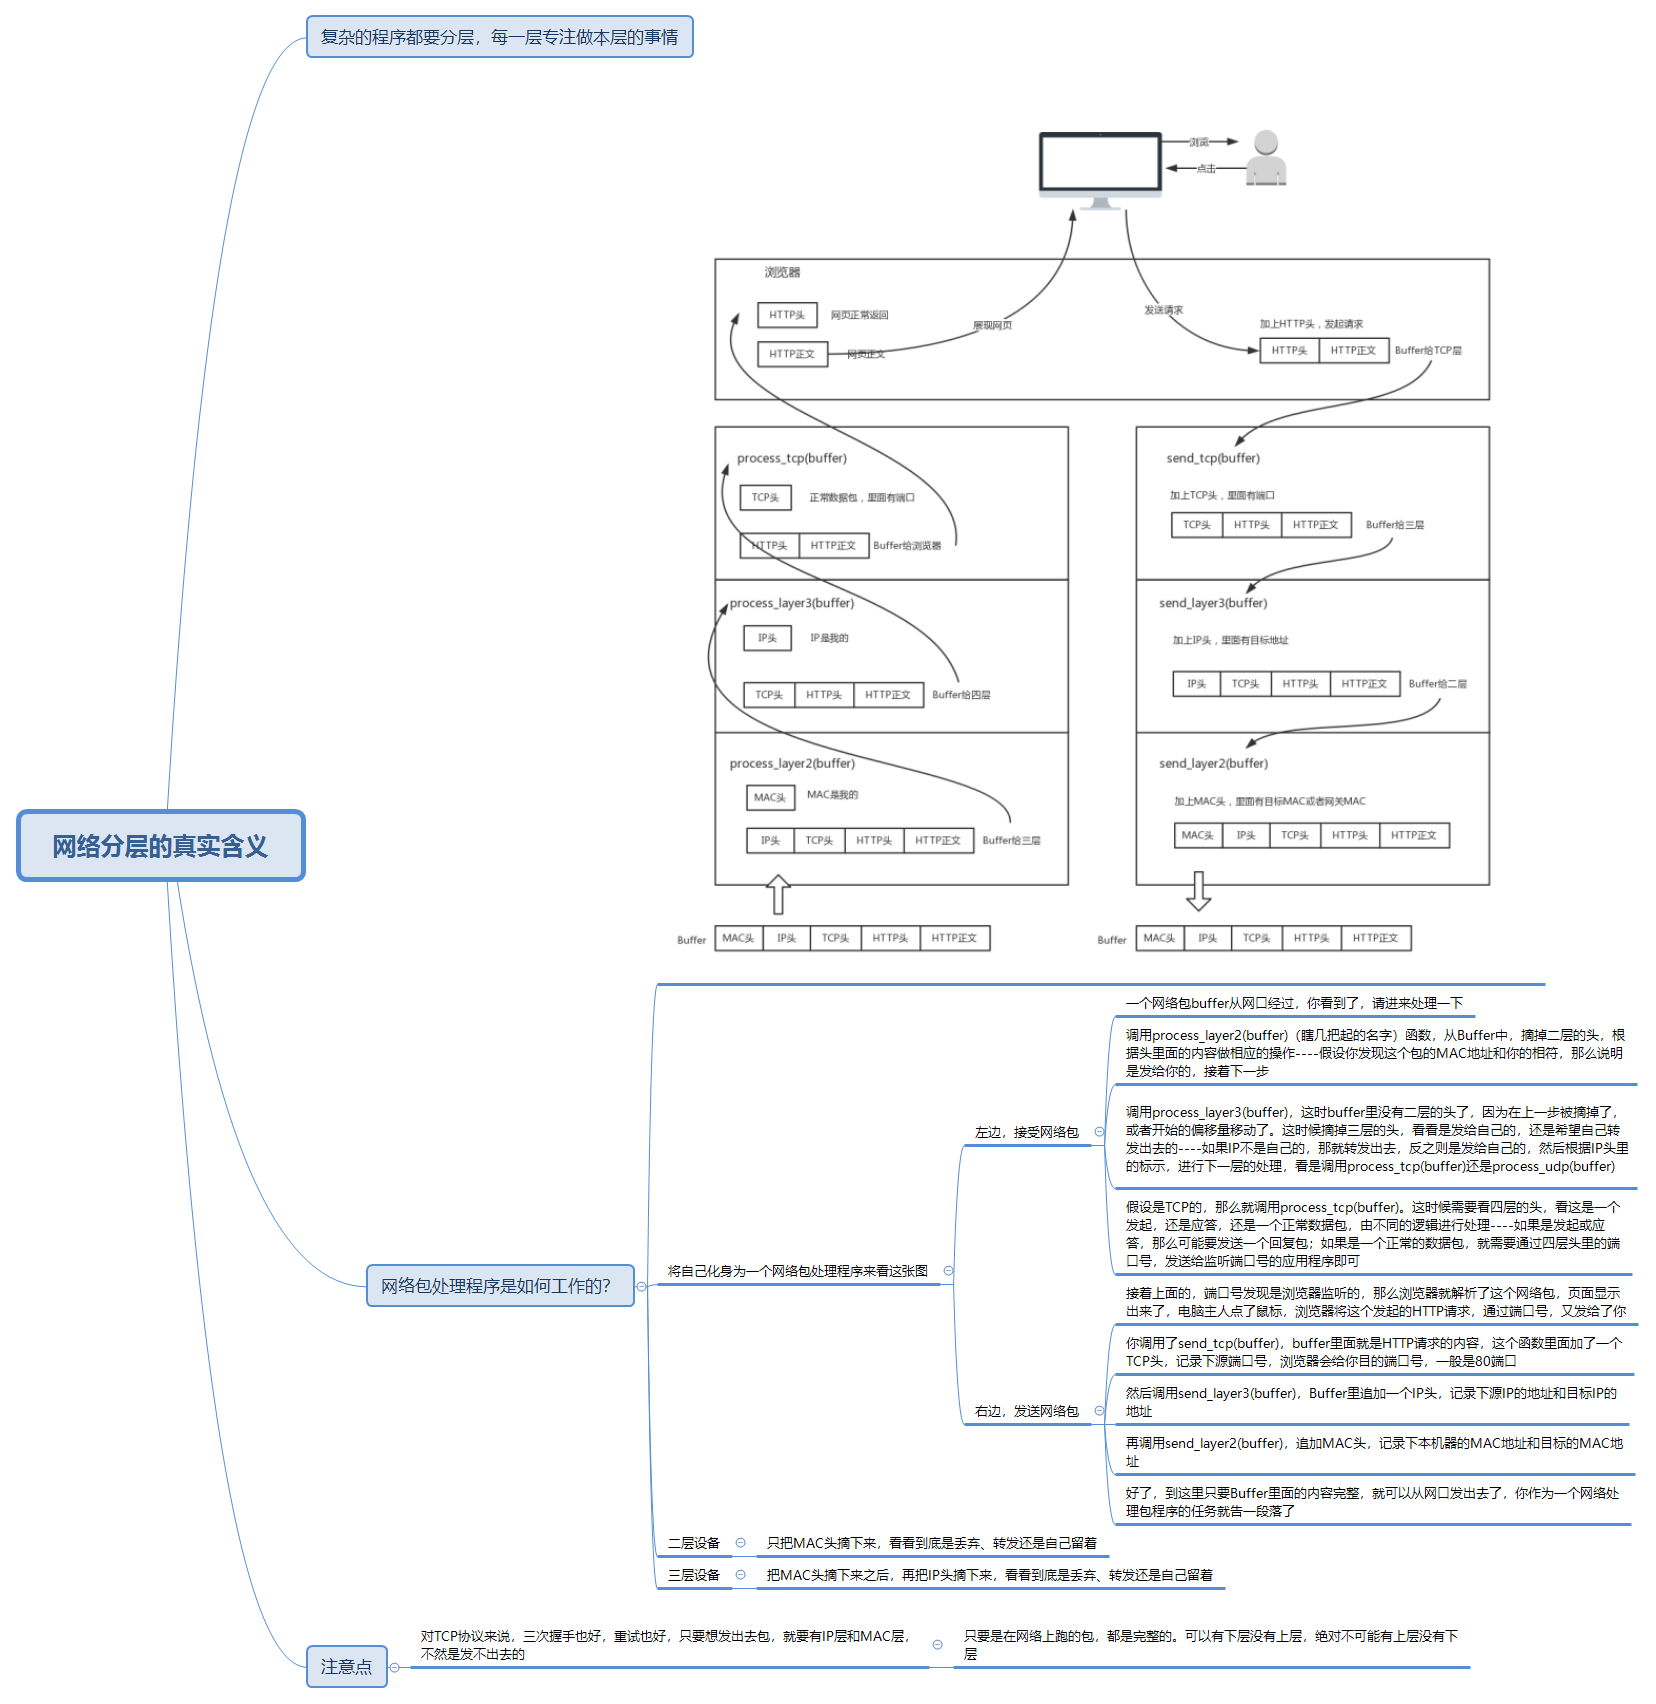 复杂的程序都要分层，每一层专注做本层的事情
浏览
点击
浏览器
HTTP头
网页正常返回
HTTP正文
网页正文
展现网页
发送请求
加上HTTP头，发起请求
HTTP头 HTTP正文 Buffer给TCP层
process_tcp(buffer)
TCP头
正常数据包，里面有端口
HTTP头 HTTP正文 Buffer给浏览器
process_layer3(buffer)
IP头
IP是我的
TCP头 HTTP头 HTTP正文 Buffer给四层
process_layer2(buffer)
MAC头
MAC是我的
IP头 TCP头 HTTP头 HTTP正文 Buffer给三层
Buffer MAC头 IP头 TCP头 HTTP头 HTTP正文
send_tcp(buffer)
加上TCP头，里面有端口
TCP头 HTTP头 HTTP正文 Buffer给三层
send_layer3(buffer)
加上IP头，里面有目标地址
IP头 TCP头 HTTP头 HTTP正文 Buffer给二层
send_layer2(buffer)
加上MAC头，里面有目标MAC或者网关MAC
MAC头 IP头 TCP头 HTTP头 HTTP正文
Buffer MAC头 IP头 TCP头 HTTP头 HTTP正文
网络分层的真实含义
网络包处理程序是如何工作的？
将自己化身为一个网络包处理程序来看这张图
左边，接受网络包
一个网络包buffer从网口经过，你看到了，请进来处理一下
调用process_layer2(buffer)（瞎几把起的名字）函数，从Buffer中，摘掉二层的头，根
据头里面的内容做相应的操作----假设你发现这个包的MAC地址和你的相符，那么说明
是发给你的，接着下一步
调用process_layer3(buffer)，这时buffer里没有二层的头了，因为在上一步被摘掉了，
或者开始的偏移量移动了。这时候摘掉三层的头，看看是发给自己的，还是希望自己转
发出去的----如果IP不是自己的，那就转发出去，反之则是发给自己的，然后根据IP头里
的标示，进行下一层的处理，看是调用process_tcp(buffer)还是process_udp(buffer)
假设是TCP的，那么就调用process_tcp(buffer)。这时候需要看四层的头，看这是一个
发起，还是应答，还是一个正常数据包，由不同的逻辑进行处理----如果是发起或应
答，那么可能要发送一个回复包；如果是一个正常的数据包，就需要通过四层头里的端
口号，发送给监听端口号的应用程序即可
右边，发送网络包
接着上面的，端口号发现是浏览器监听的，那么浏览器就解析了这个网络包，页面显示
出来了，电脑主人点了鼠标，浏览器将这个发起的HTTP请求，通过端口号，又发给了你
你调用了send_tcp(buffer)，buffer里面就是HTTP请求的内容，这个函数里面加了一个
TCP头，记录下源端口号，浏览器会给你目的端口号，一般是80端口
然后调用send_layer3(buffer)，Buffer里追加一个IP头，记录下源IP的地址和目标IP的
地址
再调用send_layer2(buffer)，追加MAC头，记录下本机器的MAC地址和目标的MAC地
址
好了，到这里只要Buffer里面的内容完整，就可以从网口发出去了，你作为一个网络处
理包程序的任务就告一段落了
二层设备
只把MAC头摘下来，看看到底是丢弃、转发还是自己留着
三层设备
把MAC头摘下来之后，再把IP头摘下来，看看到底是丢弃、转发还是自己留着
注意点
对TCP协议来说，三次握手也好，重试也好，只要想发出去包，就要有IP层和MAC层，
不然是发不出去的
只要是在网络上跑的包，都是完整的。可以有下层没有上层，绝对不可能有上层没有下
层